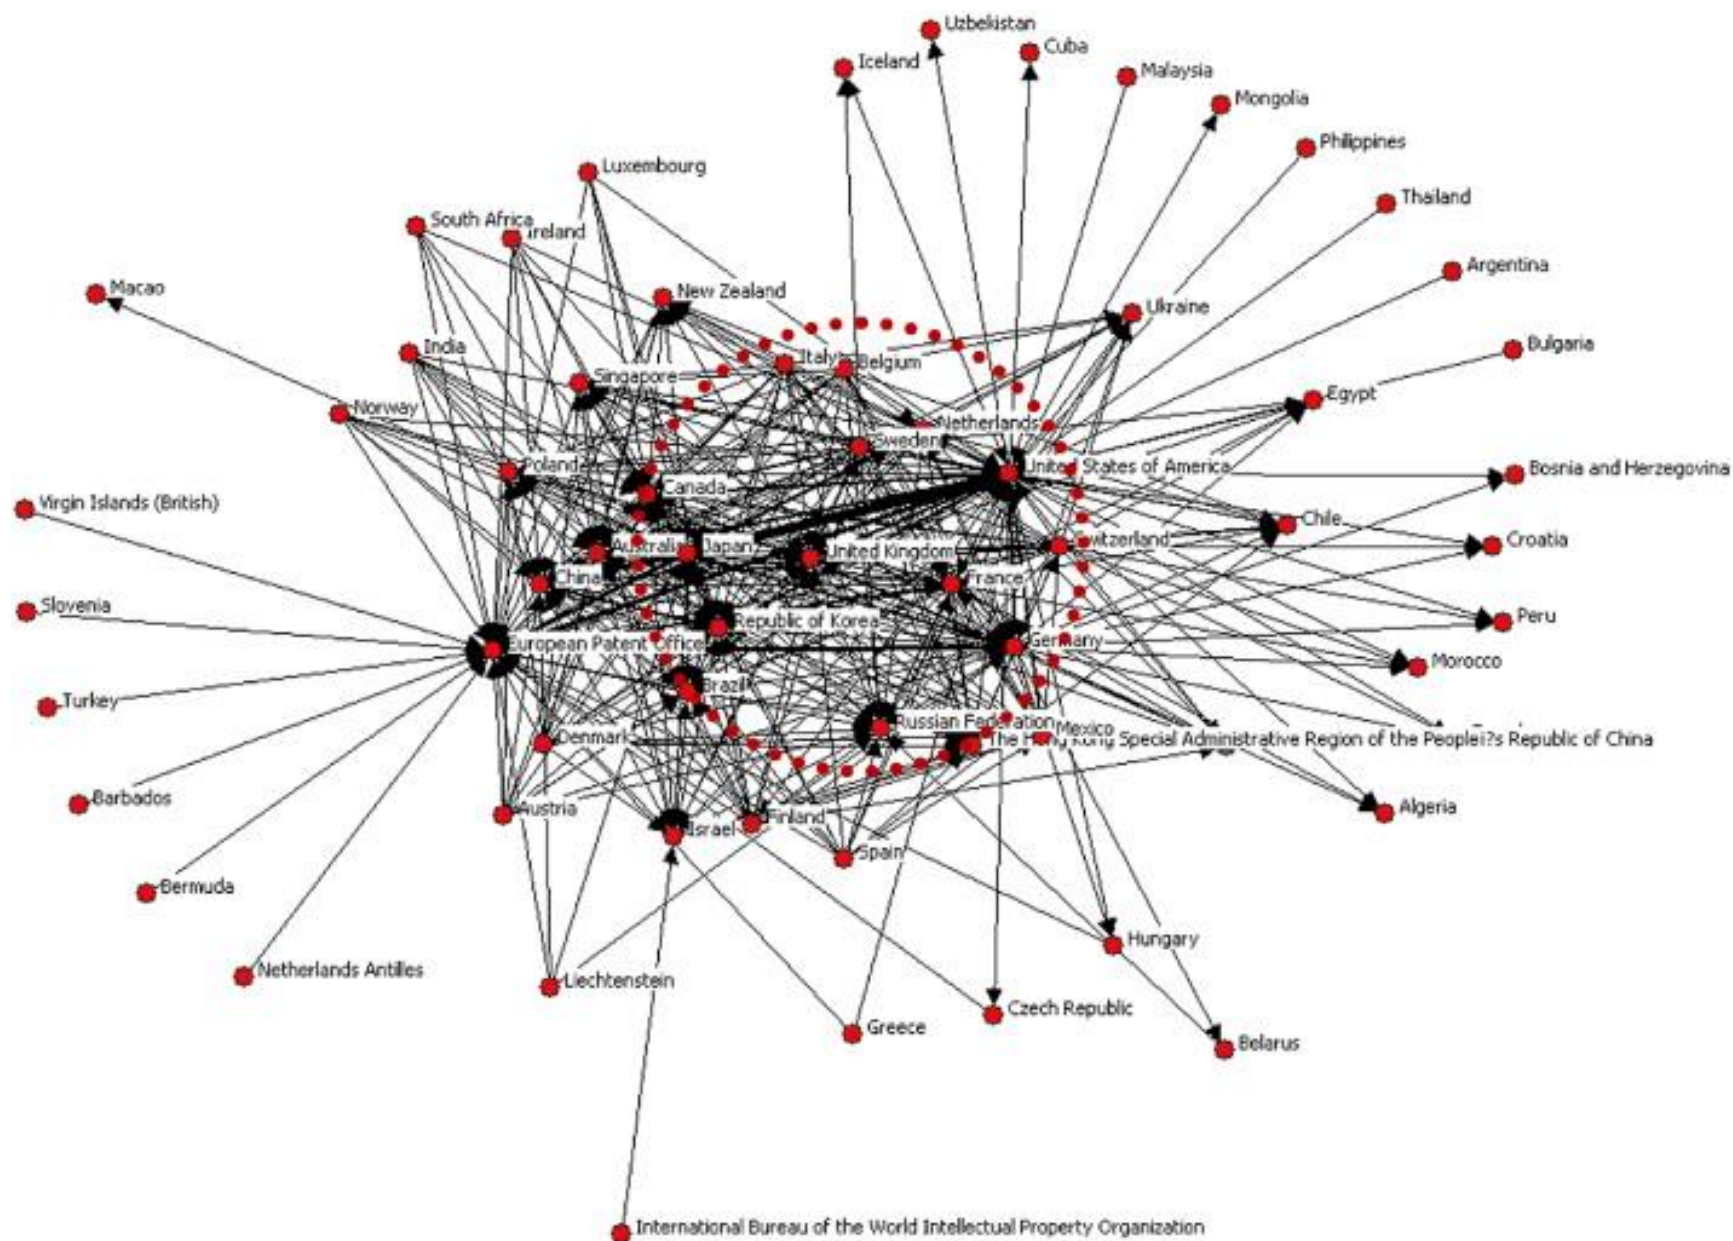 Uzbekistan
Cuba
Iceland
Malaysia
Mongolia
Philippines
Luxembourg
Thailand
South Africa
Ireland
Argentina
Macao
New Zealand
Ukraine
India
Italy
Belgium
Bulgaria
Singapore
Egypt
Norway
Netherlands
Sweden
Poland
United States of America
Bosnia and Herzegovina
Canada
Virgin Islands (British)
Chile
Australia
Japan
United Kingdom
Switzerland
Croatia
China
France
Slovenia
Republic of Korea
Peru
European Patent Office
Germany
Morocco
Brazil
Turkey
Russian Federation
Mexico
Denmark
The Hong Kong Special Administrative Region of the Peoplei?s Republic of China
Barbados
Austria
Israel
Finland
Algeria
Spain
Bermuda
Hungary
Netherlands Antilles
Liechtenstein
Czech Republic
Greece
Belarus
International Bureau of the World Intellectual Property Organization